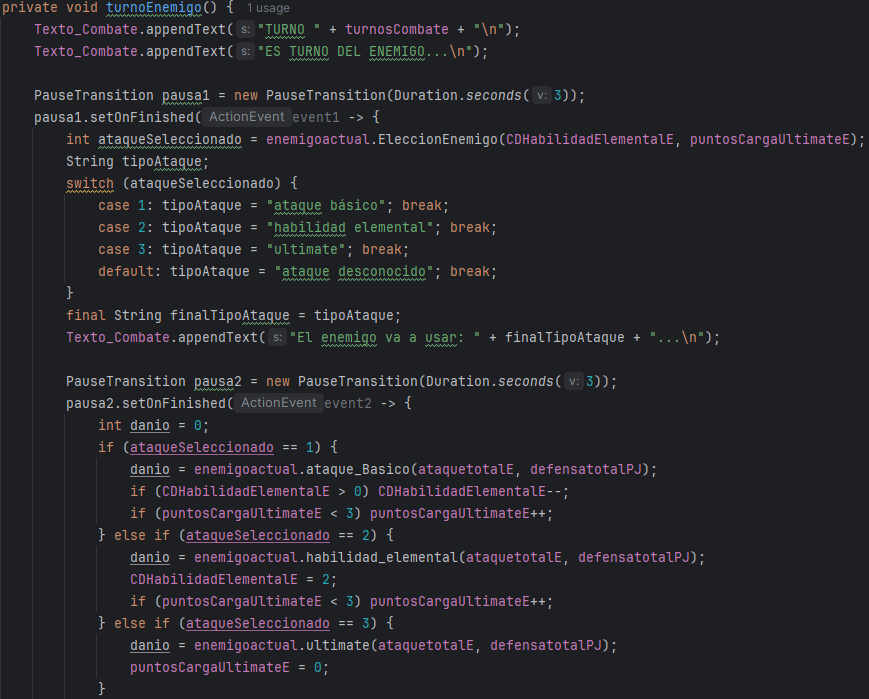 private void turnoEnemigo() { 1 usage
Texto_Combate.appendText( s: "TURNO " + turnosCombate + "\n");
Texto_Combate.appendText( s: "ES TURNO DEL ENEMIGO...\n");
PauseTransition pausa1 = new PauseTransition(Duration.seconds( v: 3));
pausa1.setOnFinished( ActionEvent event1 -> {
int ataqueSeleccionado = enemigoactual.EleccionEnemigo(CDHabilidadElementalE, puntosCargaUltimateE);
String tipoAtaque;
switch (ataqueSeleccionado) {
case 1: tipoAtaque = "ataque básico"; break;
case 2: tipoAtaque = "habilidad elemental"; break;
case 3: tipoAtaque = "ultimate"; break;
default: tipoAtaque = "ataque desconocido"; break;
}
final String finalTipoAtaque = tipoAtaque;
Texto_Combate.appendText( s: "El enemigo va a usar: " + finalTipoAtaque + "...\n");
PauseTransition pausa2 = new PauseTransition(Duration.seconds( v: 3));
pausa2.setOnFinished( ActionEvent event2 -> {
int danio = 0;
if (ataqueSeleccionado == 1) {
danio = enemigoactual.ataque_Basico(ataquetotalE, defensatotalPJ);
if (CDHabilidadElementalE > 0) CDHabilidadElementalE--;
if (puntosCargaUltimateE < 3) puntosCargaUltimateE++;
} else if (ataqueSeleccionado == 2) {
danio = enemigoactual.habilidad_elemental(ataquetotalE, defensatotalPJ);
CDHabilidadElementalE = 2;
if (puntosCargaUltimateE < 3) puntosCargaUltimateE++;
} else if (ataqueSeleccionado == 3) {
danio = enemigoactual.ultimate(ataquetotalE, defensatotalPJ);
puntosCargaUltimateE = 0;
}